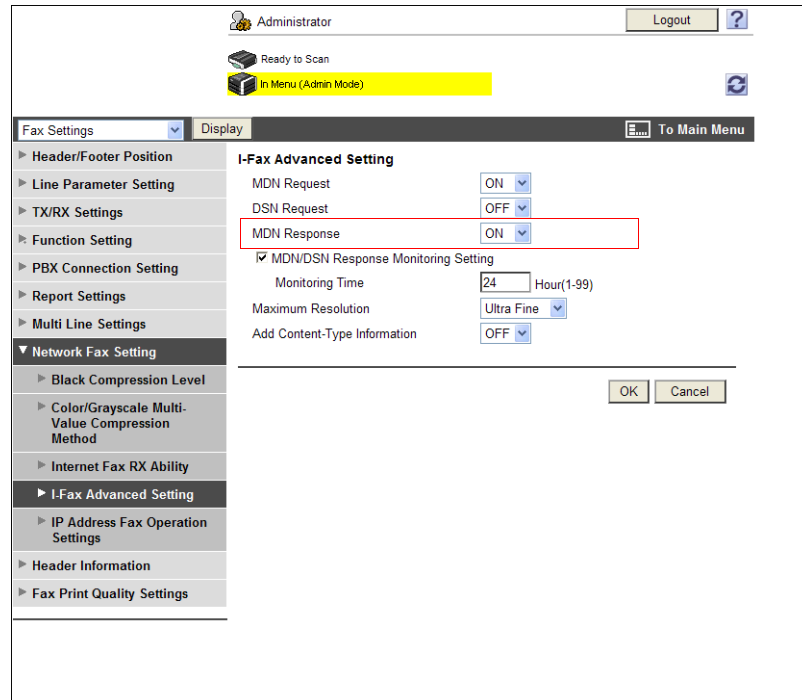 Administrator
Logout
?
Ready to Scan
In Menu (Admin Mode)
Fax Settings
Display
To Main Menu
Header/Footer Position
Line Parameter Setting
TX/RX Settings
Function Setting
PBX Connection Setting
Report Settings
Multi Line Settings
Network Fax Setting
Black Compression Level
Color/Grayscale Multi-
Value Compression
Method
Internet Fax RX Ability
I-Fax Advanced Setting
IP Address Fax Operation
Settings
Header Information
Fax Print Quality Settings
I-Fax Advanced Setting
MDN Request ON
DSN Request OFF
MDN Response ON
MDN/DSN Response Monitoring Setting
Monitoring Time 24 Hour(1-99)
Maximum Resolution Ultra Fine
Add Content-Type Information OFF
OK Cancel